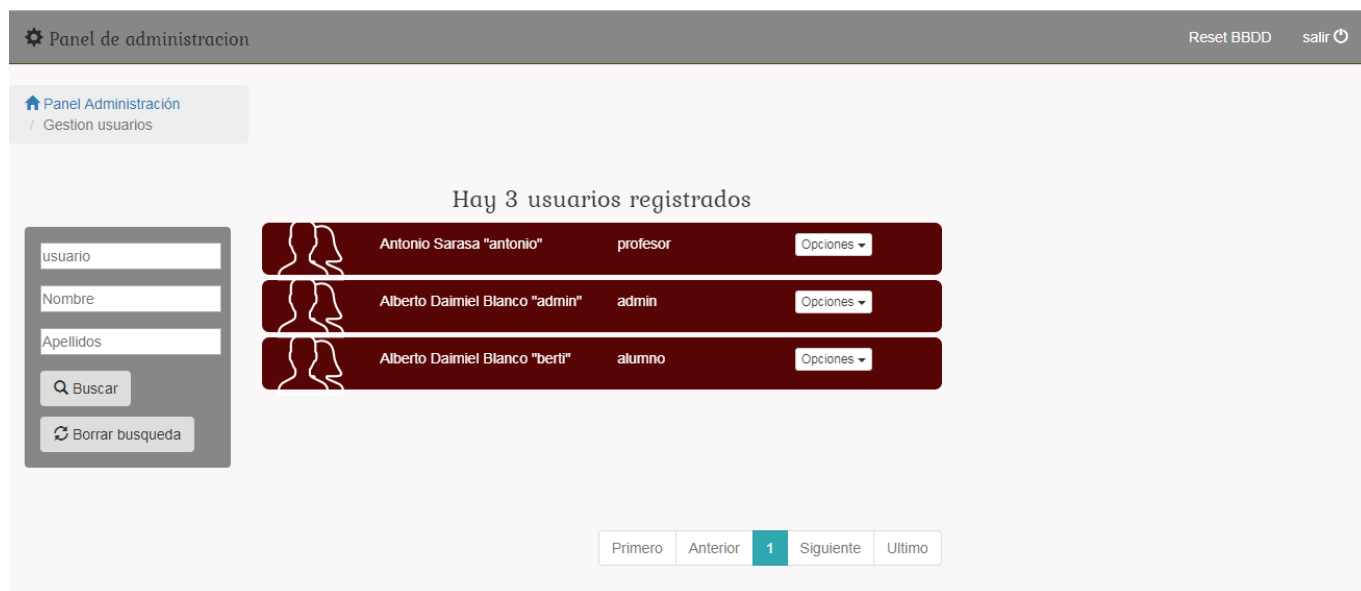 Panel de administracion
Reset BBDD
salir
Panel Administración
/ Gestion usuarios
Hay 3 usuarios registrados
usuario
Nombre
Apellidos
Buscar
Borrar busqueda
Antonio Sarasa "antonio" profesor Opciones
Alberto Daimiel Blanco "admin" admin Opciones
Alberto Daimiel Blanco "berti" alumno Opciones
Primero Anterior 1 Siguiente Ultimo